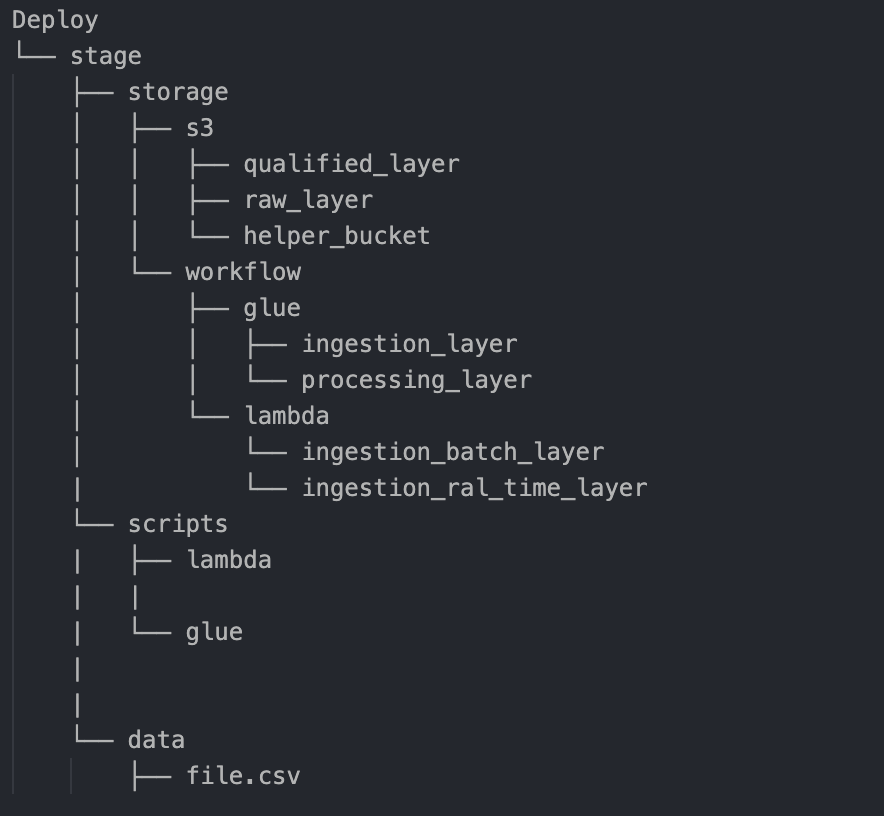 Deploy
└── stage
    ├── storage
    │   ├── s3
    │   │   ├── qualified_layer
    │   │   ├── raw_layer
    │   │   └── helper_bucket
    │   └── workflow
    │       ├── glue
    │       │   ├── ingestion_layer
    │       │   └── processing_layer
    │       └── lambda
    │           └── ingestion_batch_layer
    |           └── ingestion_ral_time_layer
    └── scripts
    |   ├── lambda
    |   |
    |   └── glue
    |
    |
    └── data
        ├── file.csv